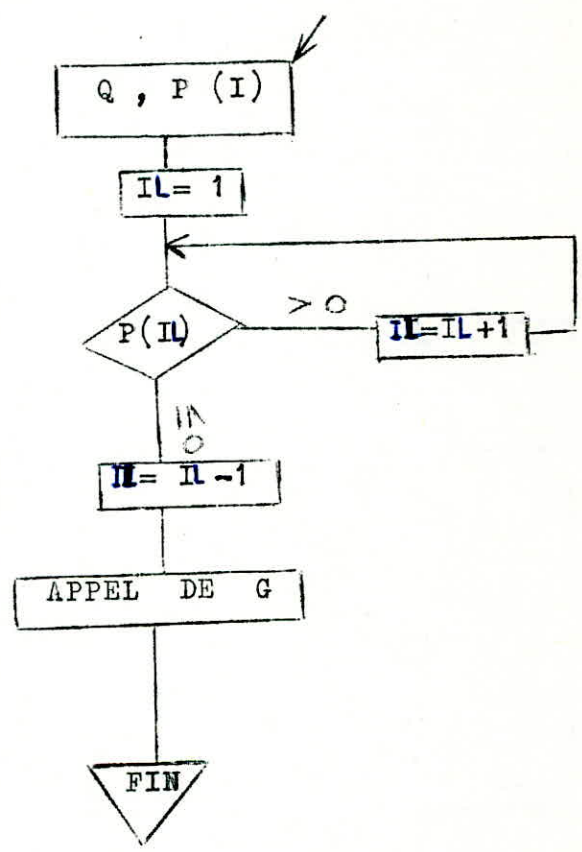 Q , P (I)
IL= 1
P(IL)
> 0
IL=IL+1
≤ 0
IL= IL -1
APPEL DE G
FIN